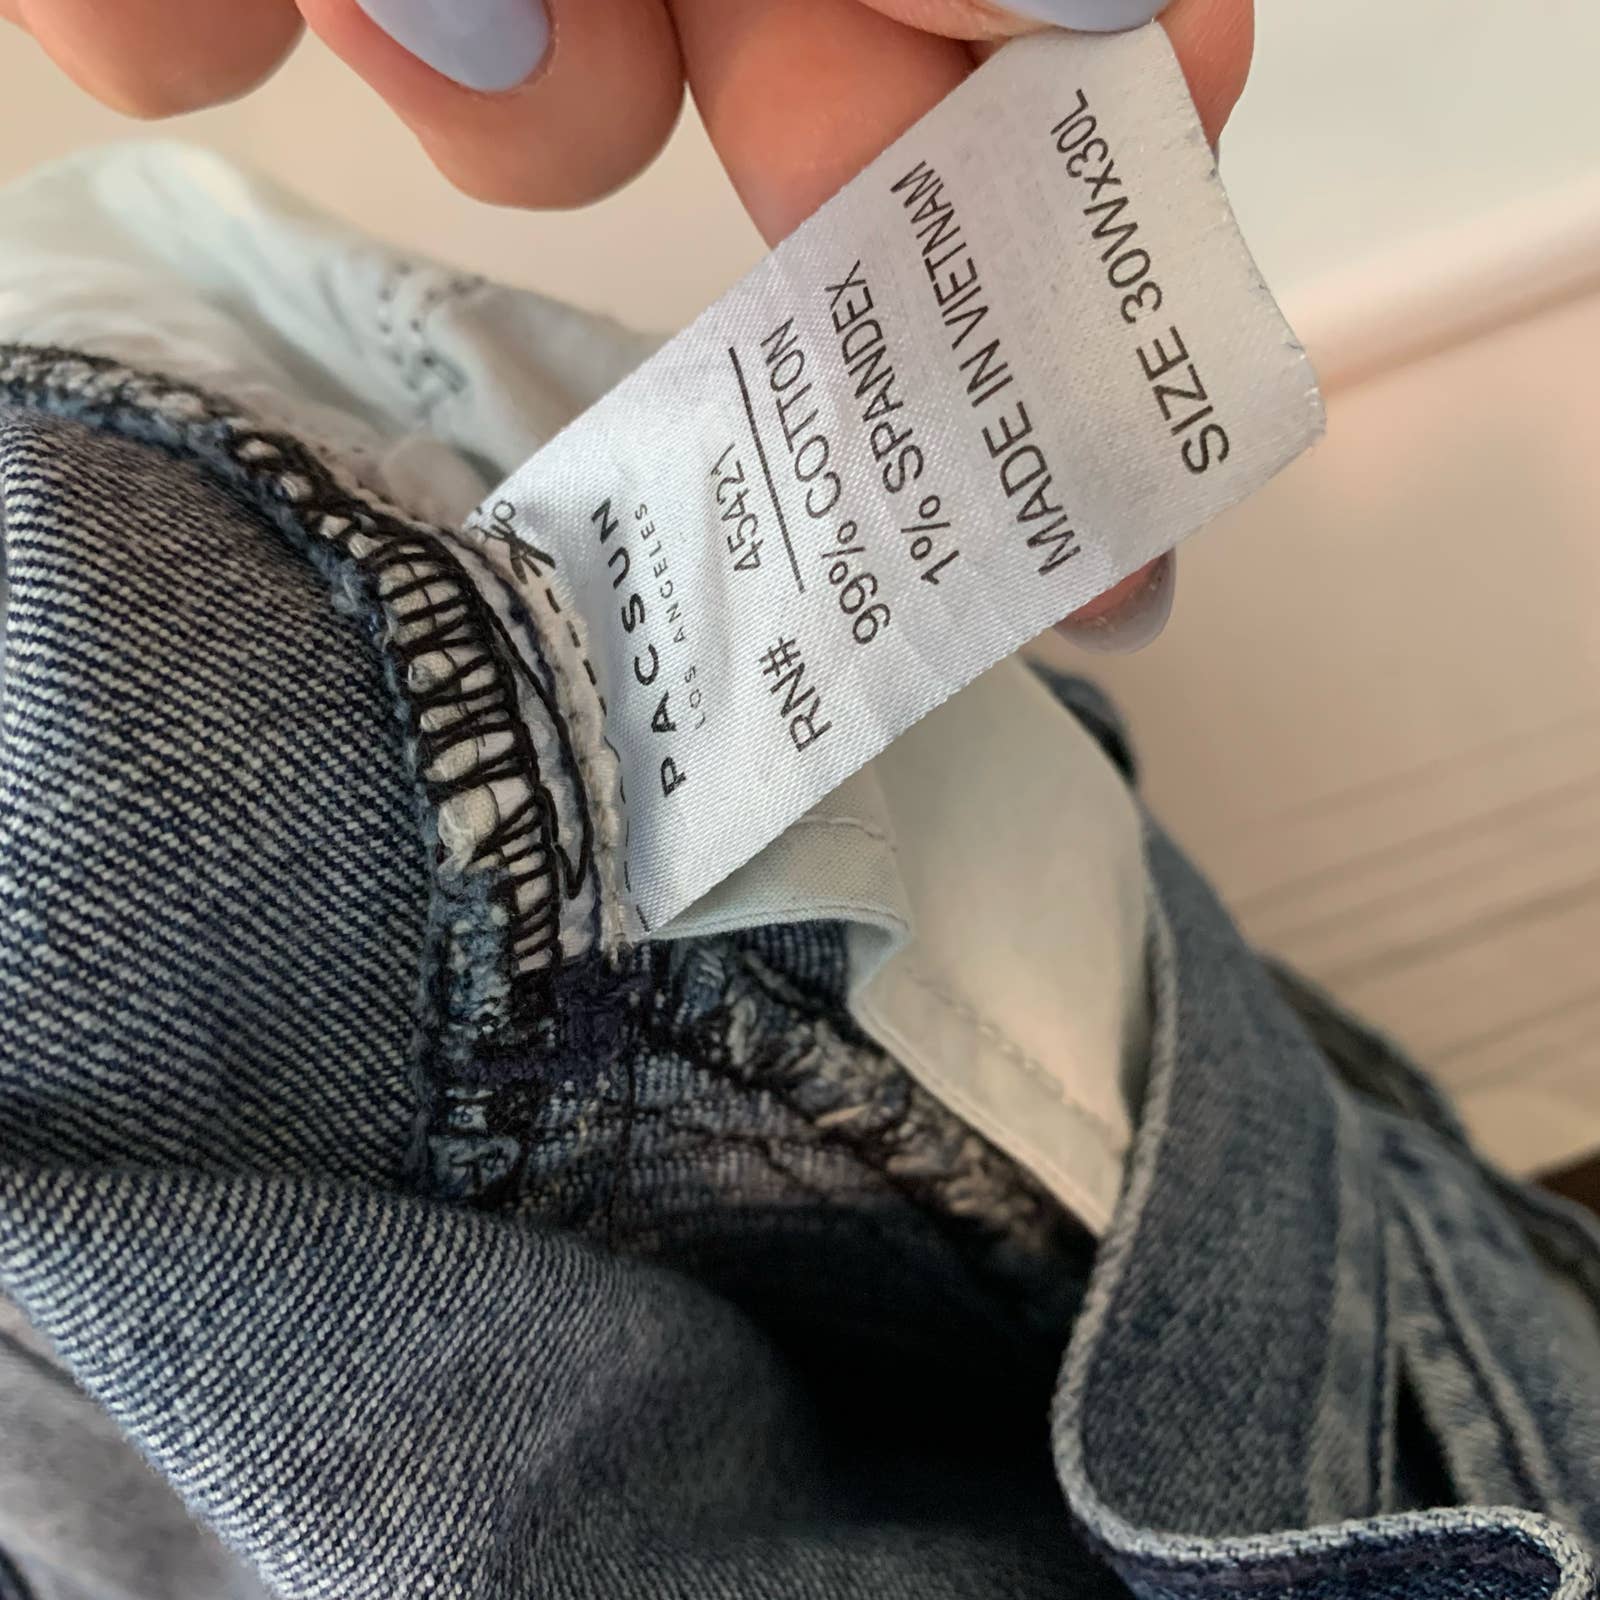 PACSUN
LOS ANGELES
RN# 45421
99% COTTON
1% SPANDEX
MADE IN VIETNAM
SIZE 30Wx30L